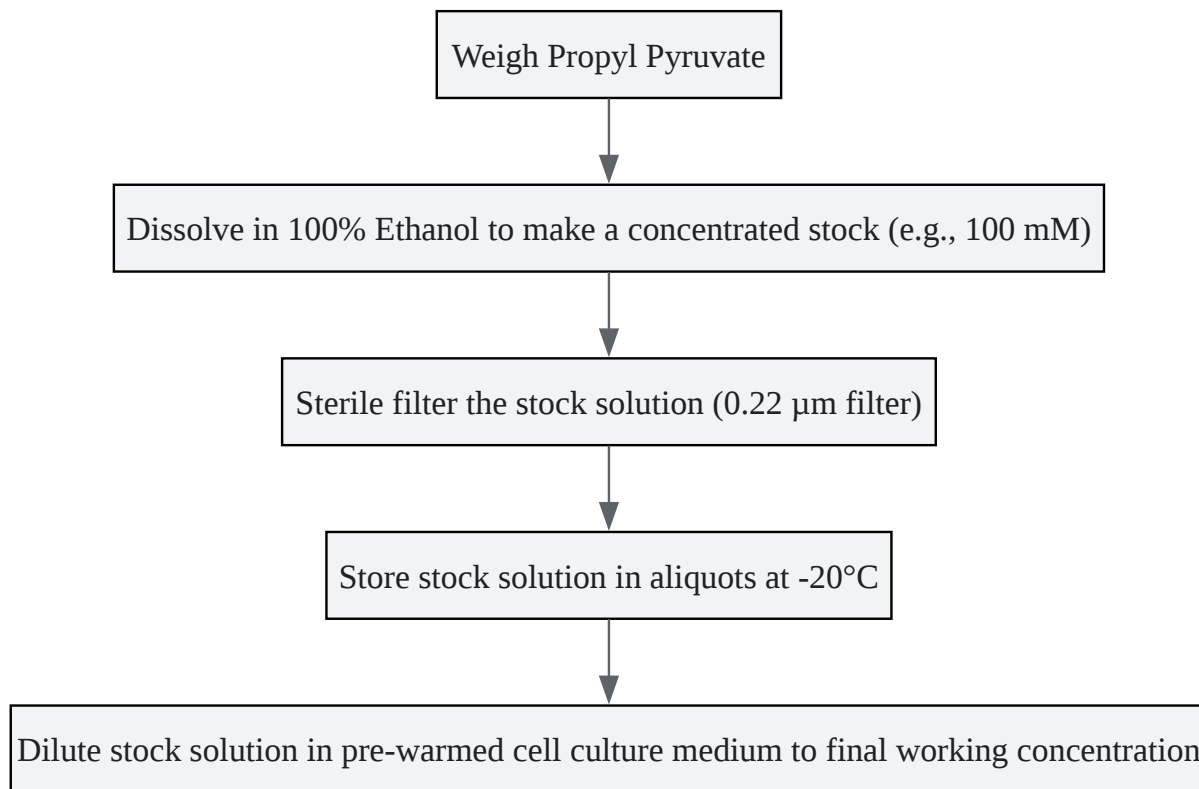 Weigh Propyl Pyruvate
Dissolve in 100% Ethanol to make a concentrated stock (e.g., 100 mM)
Sterile filter the stock solution (0.22 µm filter)
Store stock solution in aliquots at -20°C
Dilute stock solution in pre-warmed cell culture medium to final working concentration